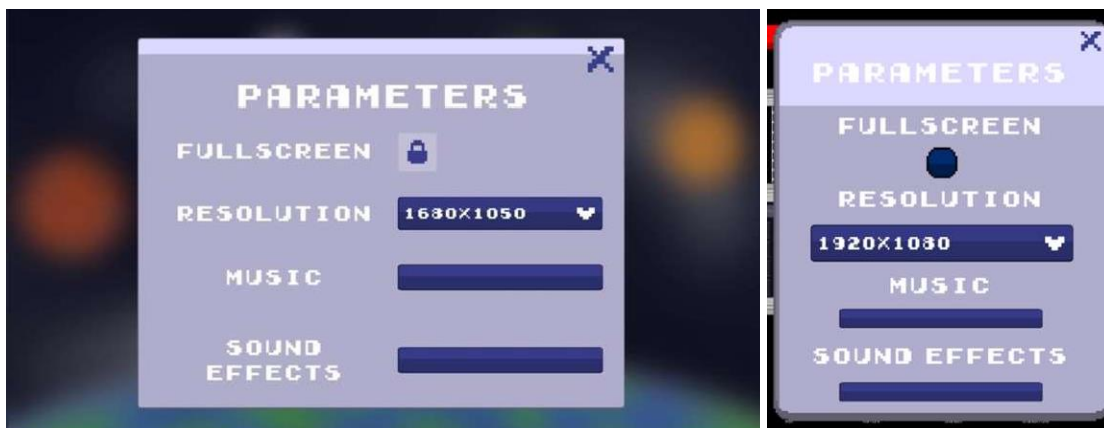 PARAMETERS
FULLSCREEN
RESOLUTION 1680X1050
MUSIC
SOUND
EFFECTS
PARAMETERS
FULLSCREEN
RESOLUTION
1920X1080
MUSIC
SOUND EFFECTS